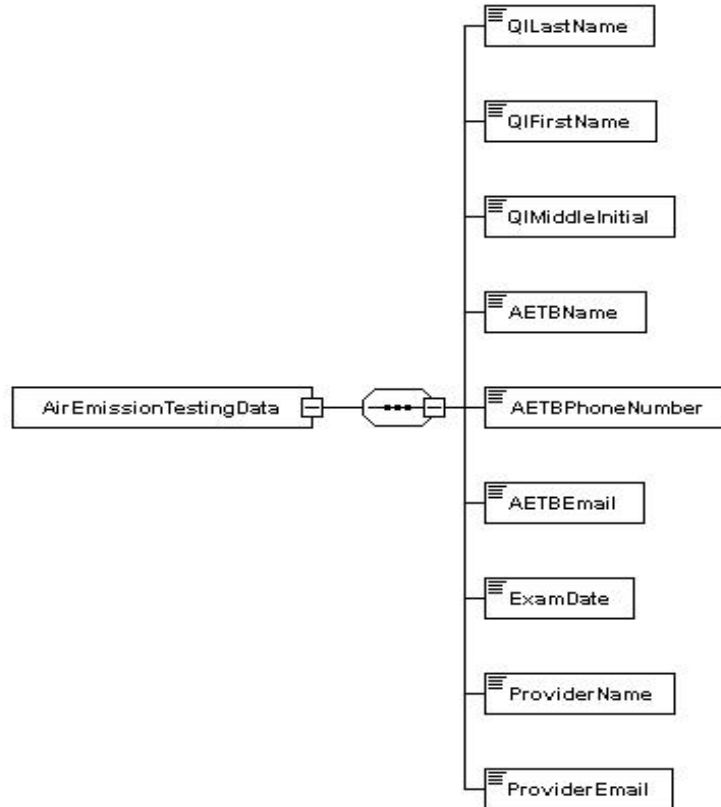 QILastName
QIFirstName
QIMiddleInitial
AETBName
AirEmissionTestingData
AETBPhoneNumber
AETBEmail
ExamDate
ProviderName
ProviderEmail